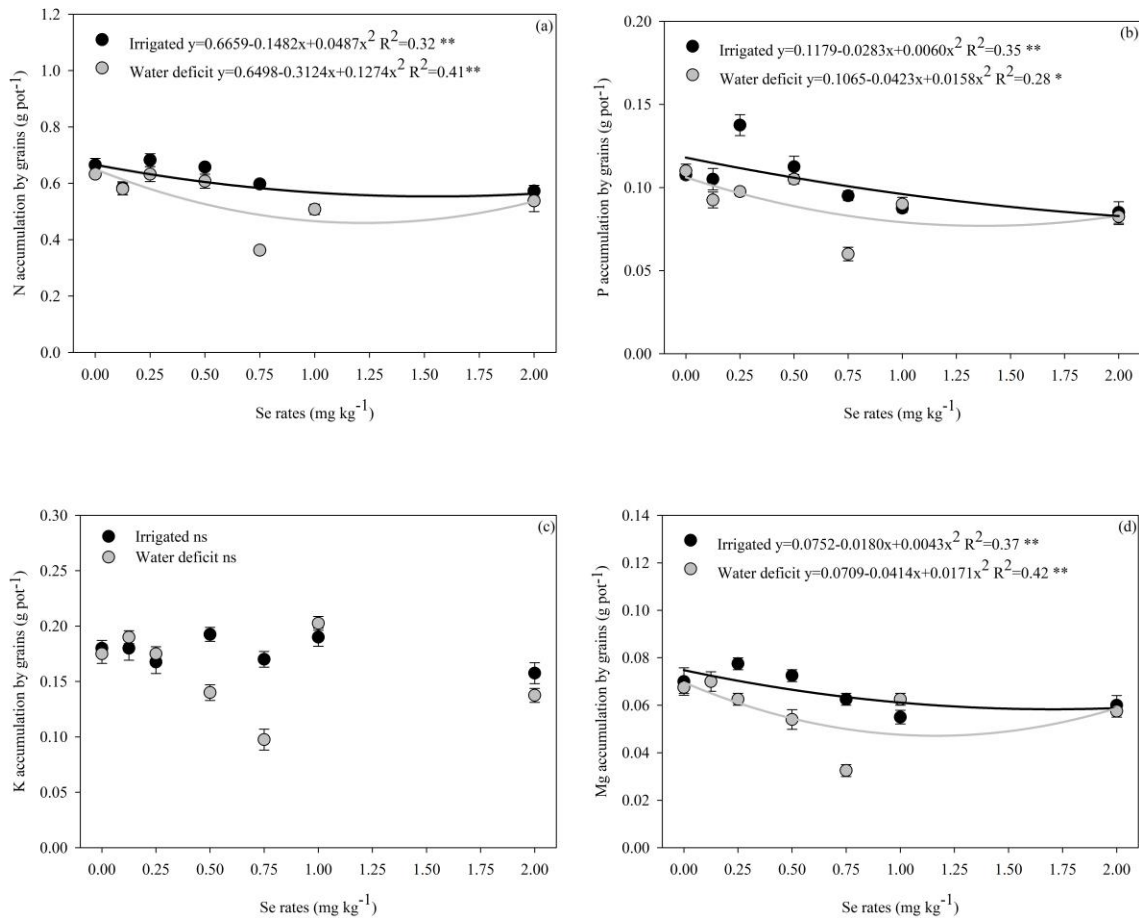 1.2
1.0
0.8
0.6
0.4
0.2
0.0
N accumulation by grains (g pot⁻¹)
Irrigated y=0.6659-0.1482x+0.0487x² R²=0.32 **
Water deficit y=0.6498-0.3124x+0.1274x² R²=0.41**
(a)
0.00 0.25 0.50 0.75 1.00 1.25 1.50 1.75 2.00
Se rates (mg kg⁻¹)
0.20
0.15
0.10
0.05
0.00
P accumulation by grains (g pot⁻¹)
Irrigated y=0.1179-0.0283x+0.0060x² R²=0.35 **
Water deficit y=0.1065-0.0423x+0.0158x² R²=0.28 *
(b)
0.00 0.25 0.50 0.75 1.00 1.25 1.50 1.75 2.00
Se rates (mg kg⁻¹)
0.30
0.25
0.20
0.15
0.10
0.05
0.00
K accumulation by grains (g pot⁻¹)
Irrigated ns
Water deficit ns
(c)
0.00 0.25 0.50 0.75 1.00 1.25 1.50 1.75 2.00
Se rates (mg kg⁻¹)
0.14
0.12
0.10
0.08
0.06
0.04
0.02
0.00
Mg accumulation by grains (g pot⁻¹)
Irrigated y=0.0752-0.0180x+0.0043x² R²=0.37 **
Water deficit y=0.0709-0.0414x+0.0171x² R²=0.42 **
(d)
0.00 0.25 0.50 0.75 1.00 1.25 1.50 1.75 2.00
Se rates (mg kg⁻¹)